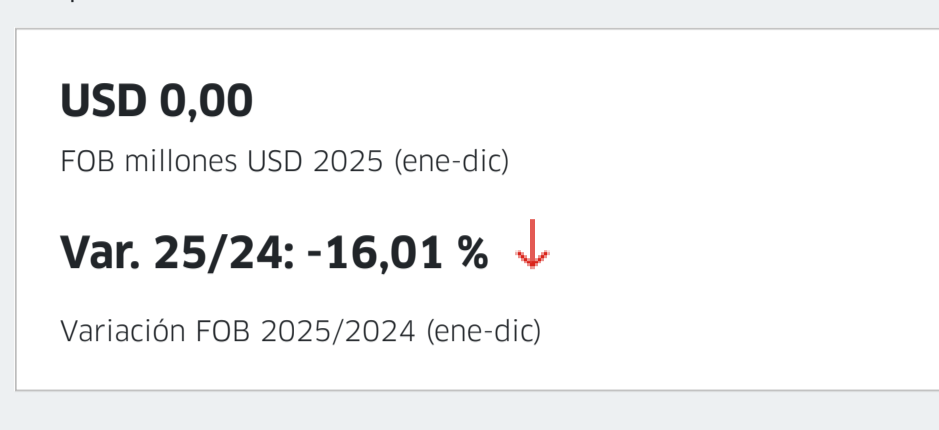 USD 0,00
FOB millones USD 2025 (ene-dic)
Var. 25/24: -16,01 %
Variación FOB 2025/2024 (ene-dic)